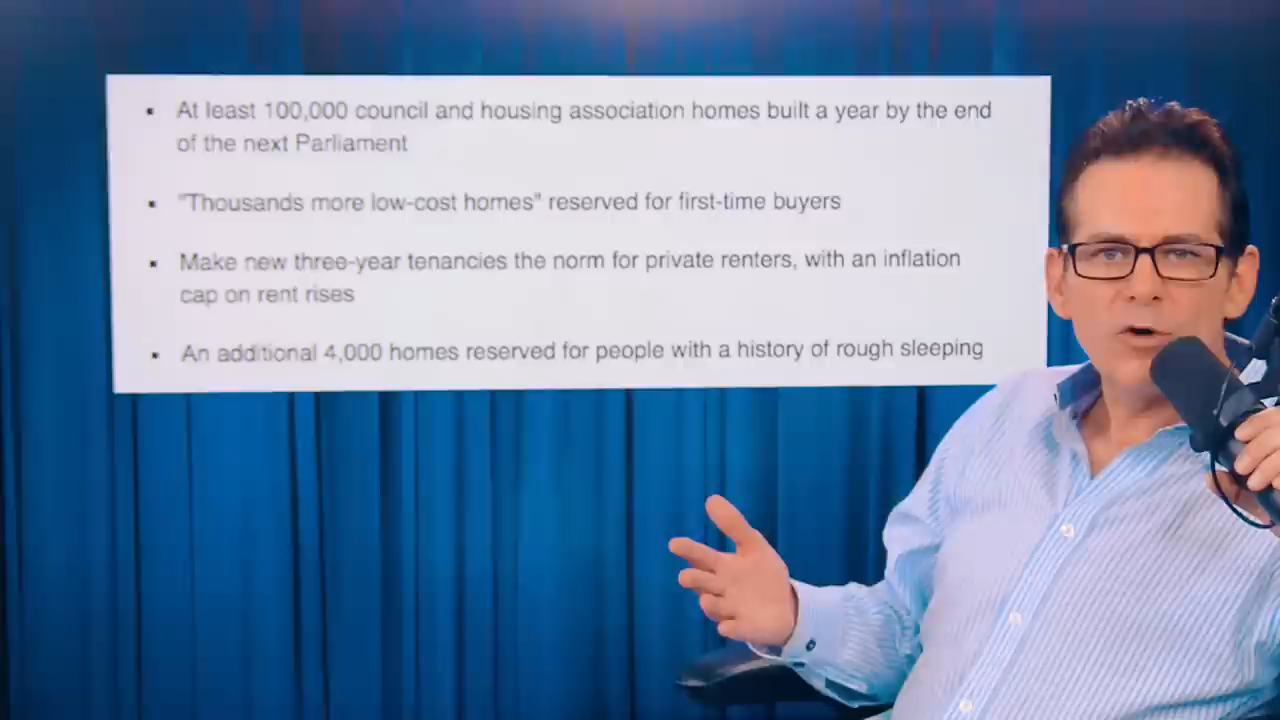 At least 100,000 council and housing association homes built a year by the end
of the next Parliament
"Thousands more low-cost homes" reserved for first-time buyers
Make new three-year tenancies the norm for private renters, with an inflation
cap on rent rises
An additional 4,000 homes reserved for people with a history of rough sleeping